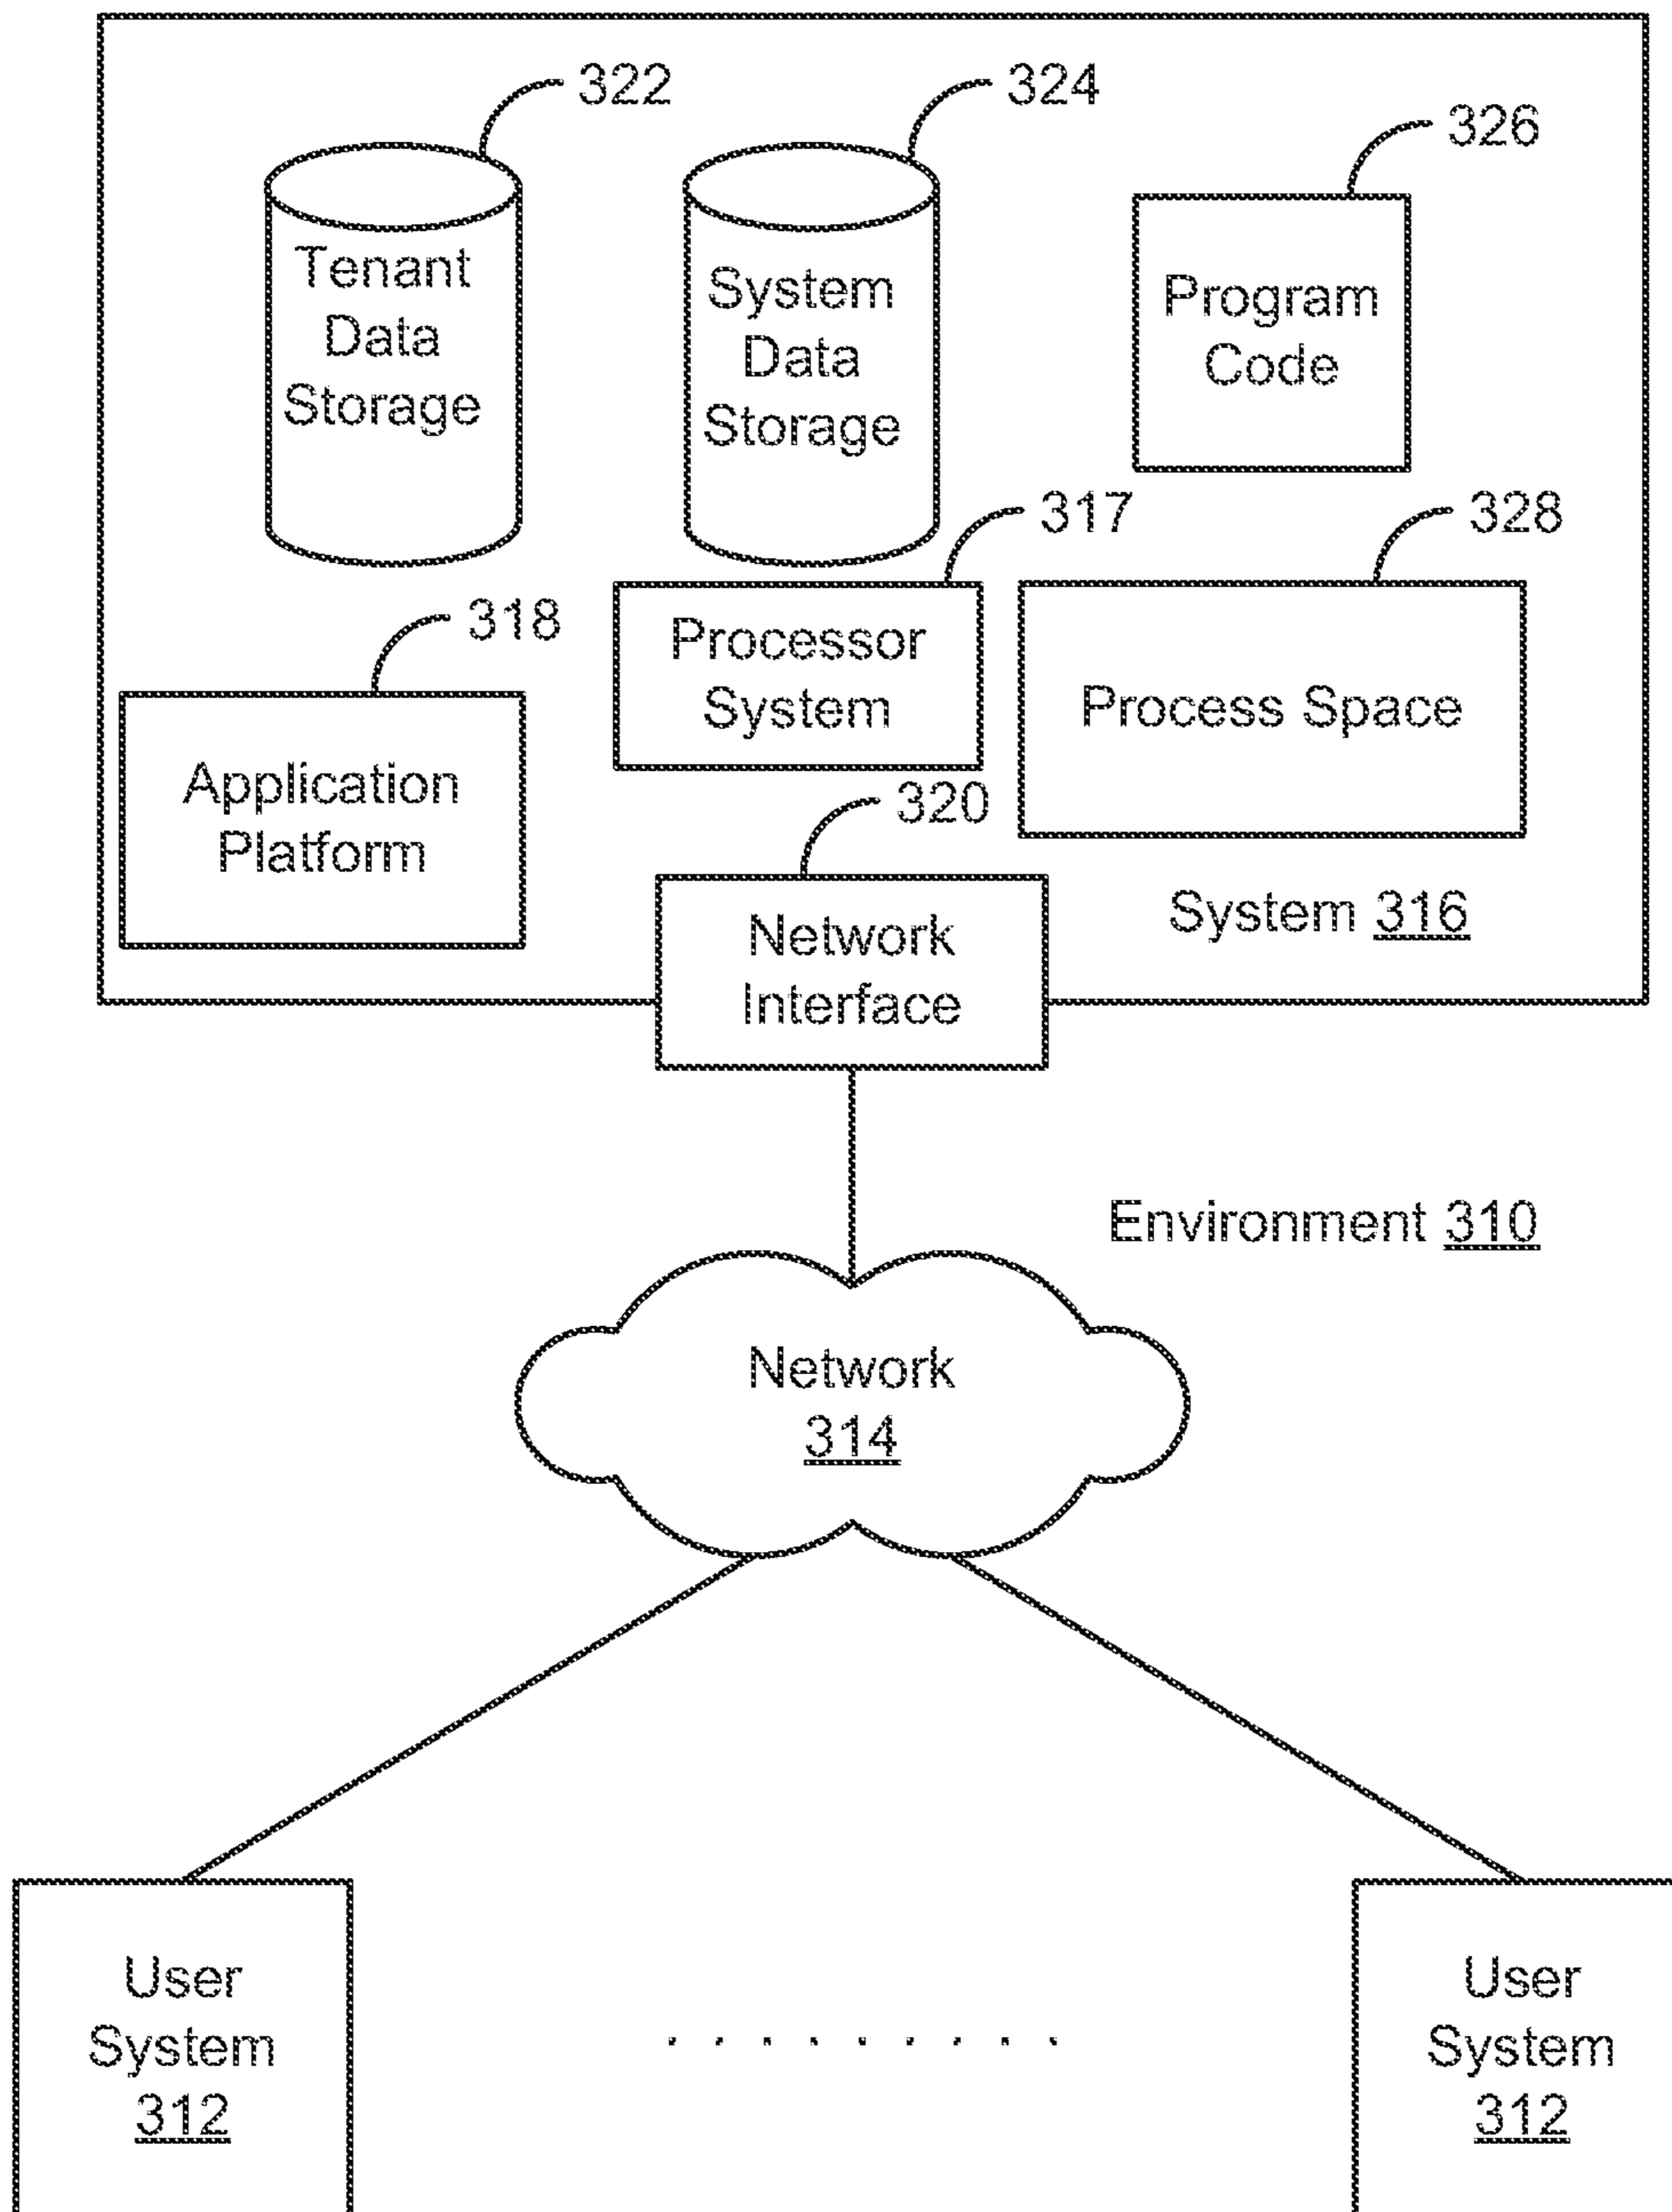 322
324
326
Tenant
Data
Storage
System
Data
Storage
Program
Code
317
328
318
Processor
System
Process Space
Application
Platform
320
Network
Interface
System 316
Environment 310
Network
314
User
System
312
User
System
312